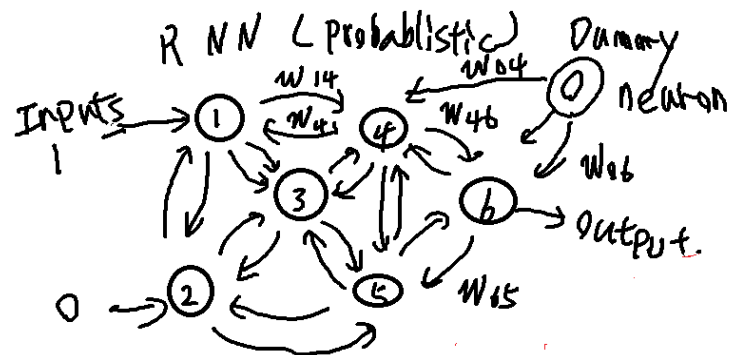 RNN (Probablistic)
Dummy
neuron
0
Inputs
1
W14
W41
W04
W46
W06
1
4
3
6
output.
0
2
5
W65